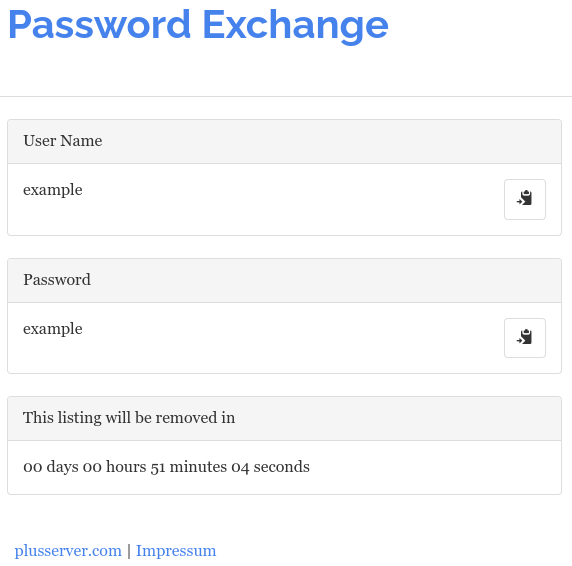 Password Exchange
User Name
example
Password
example
This listing will be removed in
00 days 00 hours 51 minutes 04 seconds
plusserver.com | Impressum